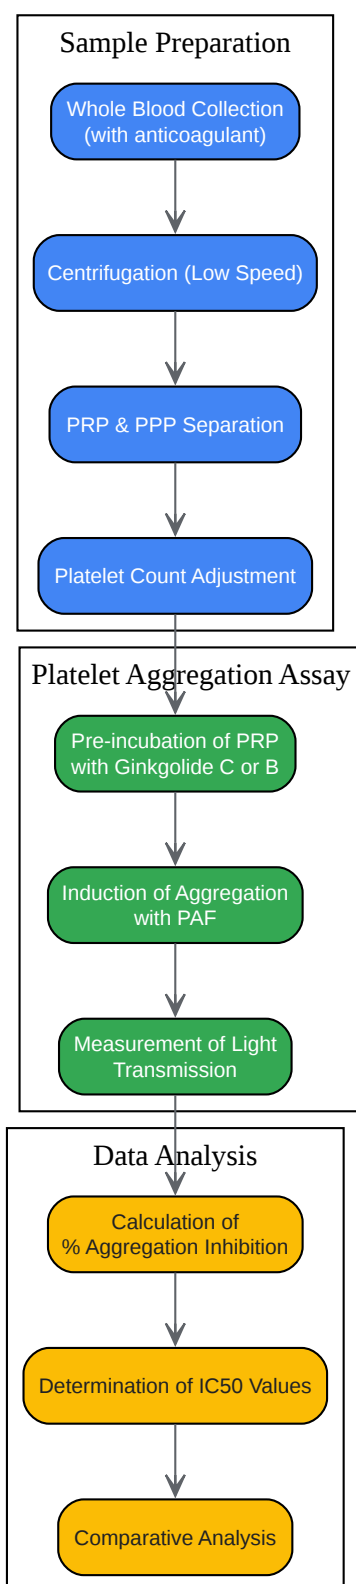 Sample Preparation
Whole Blood Collection
(with anticoagulant)
Centrifugation (Low Speed)
PRP & PPP Separation
Platelet Count Adjustment
Platelet Aggregation Assay
Pre-incubation of PRP
with Ginkgolide C or B
Induction of Aggregation
with PAF
Measurement of Light
Transmission
Data Analysis
Calculation of
% Aggregation Inhibition
Determination of IC50 Values
Comparative Analysis